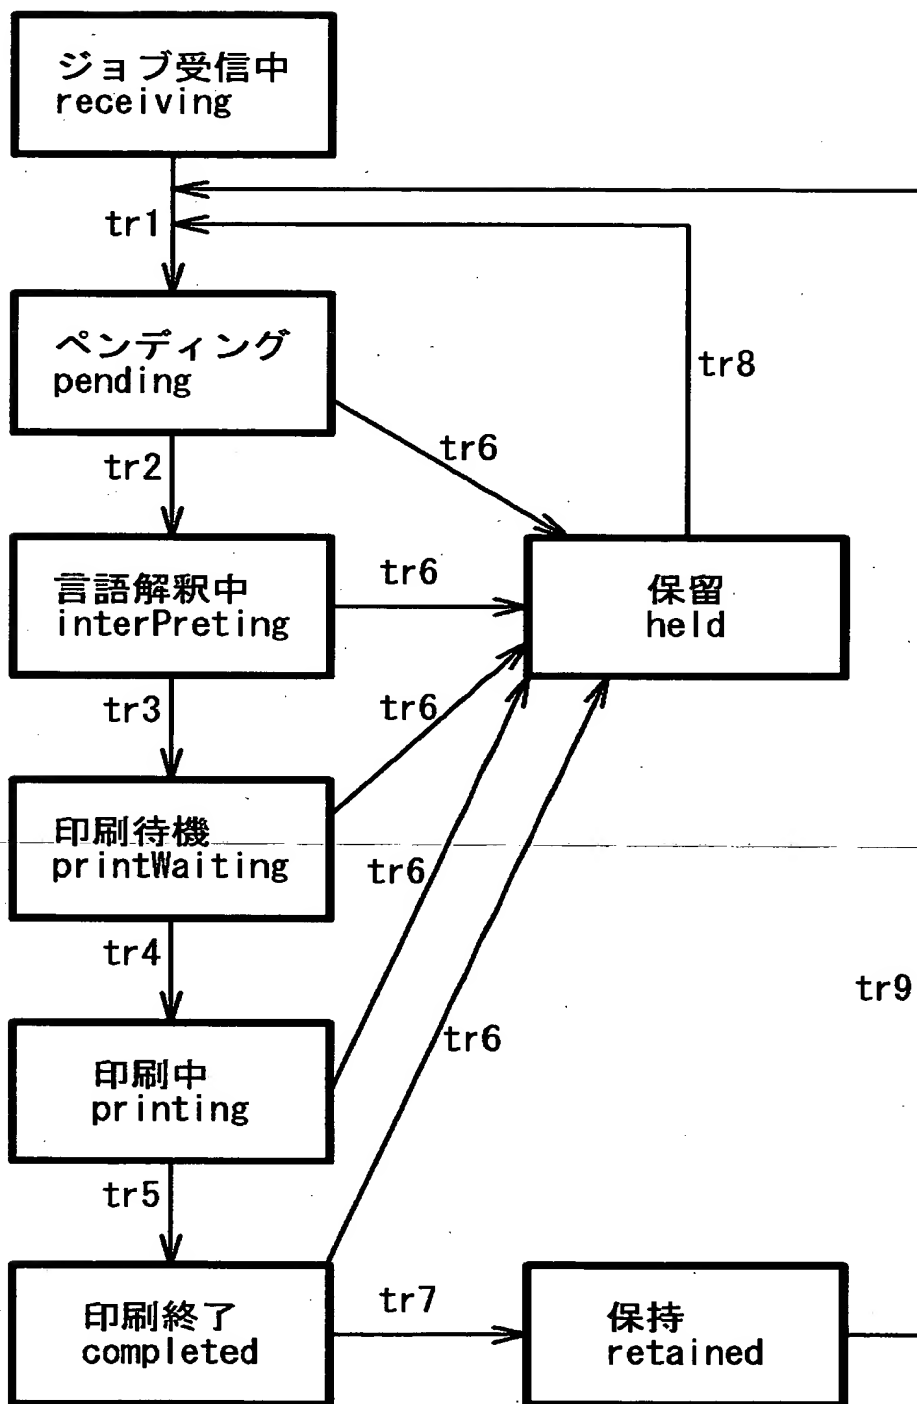 ジョブ受信中
receiving
tr1
ペンディング
pending
tr8
tr6
tr2
言語解釈中
interPreting
tr6
保留
held
tr3
tr6
印刷待機
printWaiting
tr6
tr4
tr9
印刷中
printing
tr6
tr5
印刷終了
completed
tr7
保持
retained